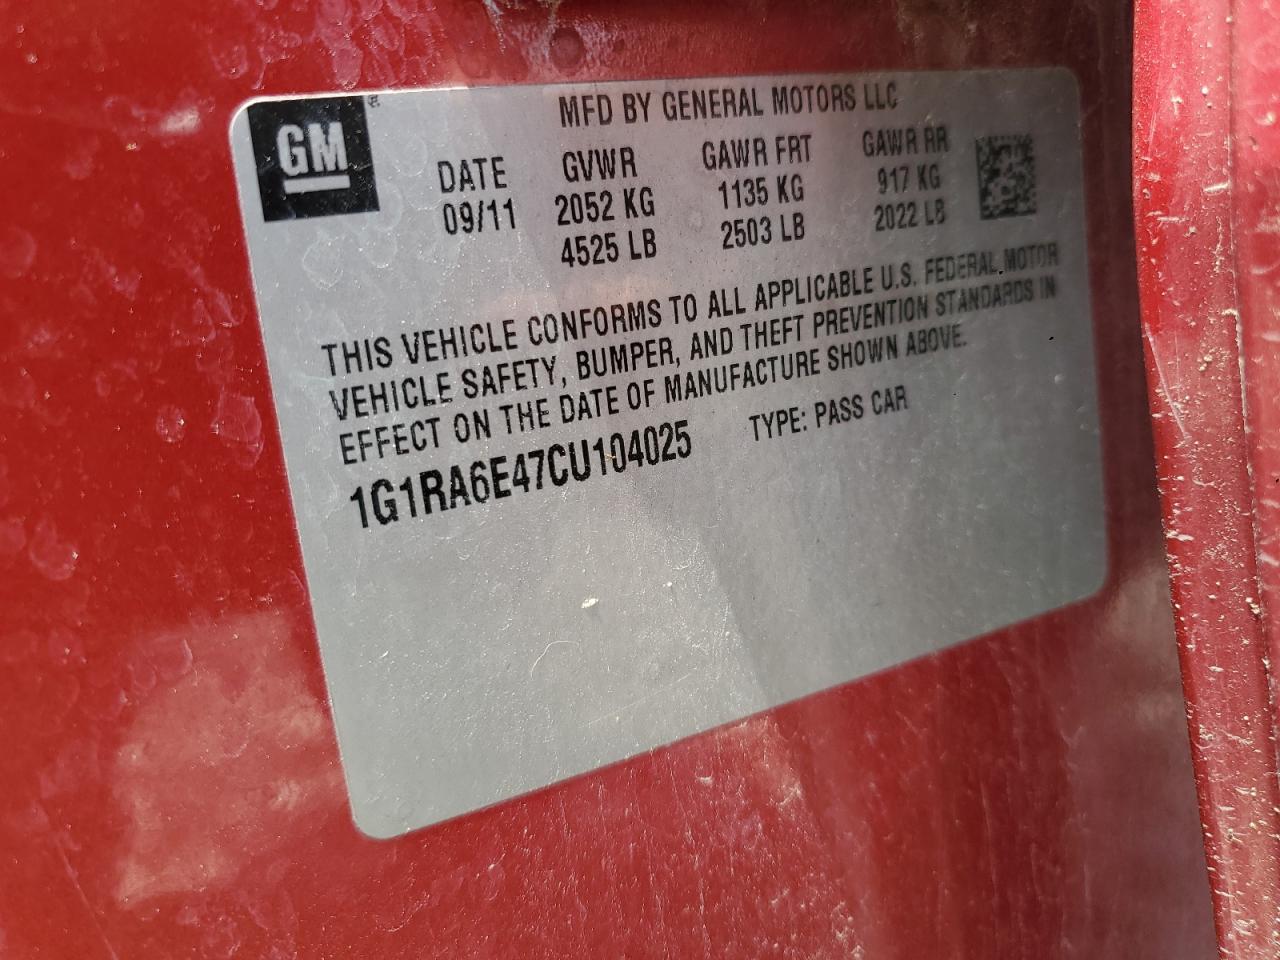 GM
MFD BY GENERAL MOTORS LLC
DATE GVWR GAWR FRT GAWR RR
09/11 2052 KG 1135 KG 917 KG
4525 LB 2503 LB 2022 LB
THIS VEHICLE CONFORMS TO ALL APPLICABLE U.S. FEDERAL MOTOR
VEHICLE SAFETY, BUMPER, AND THEFT PREVENTION STANDARDS IN
EFFECT ON THE DATE OF MANUFACTURE SHOWN ABOVE.
1G1RA6E47CU104025 TYPE: PASS CAR